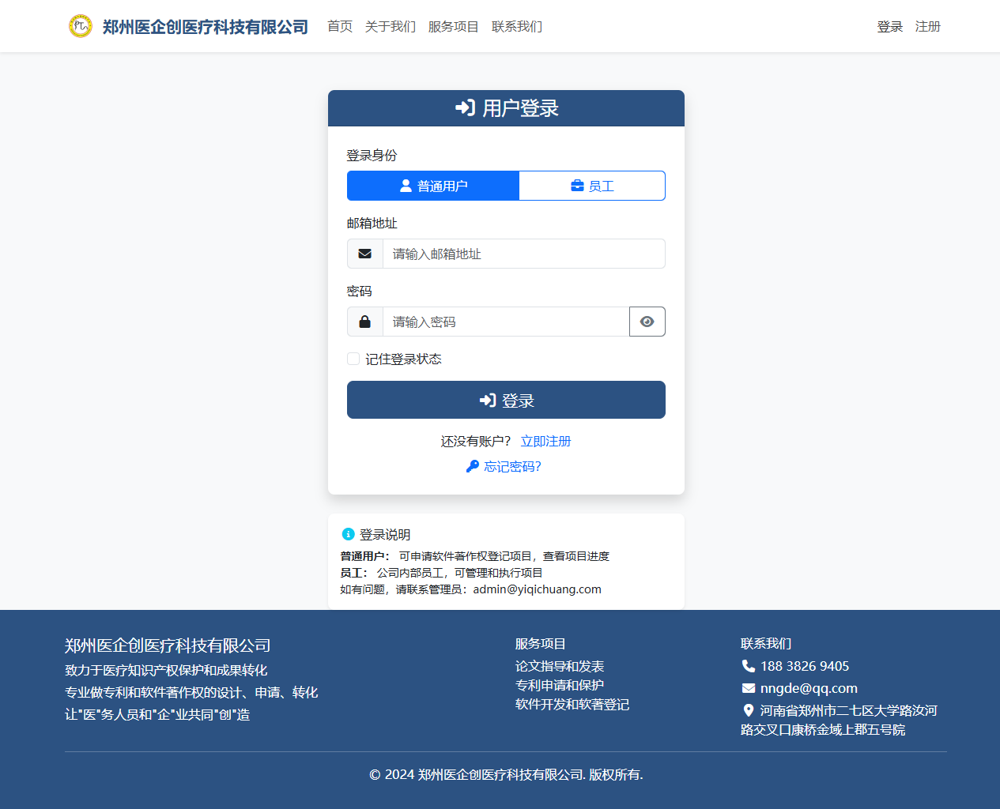 郑州医企创医疗科技有限公司
首页 关于我们 服务项目 联系我们
登录 注册
用户登录
登录身份
普通用户 员工
邮箱地址
请输入邮箱地址
密码
请输入密码
记住登录状态
登录
还没有账户？ 立即注册
忘记密码？
登录说明
普通用户： 可申请软件著作权登记项目，查看项目进度
员工： 公司内部员工，可管理和执行项目
如有问题，请联系管理员：admin@yiqichuang.com
郑州医企创医疗科技有限公司
致力于医疗知识产权保护和成果转化
专业做专利和软件著作权的设计、申请、转化
让"医"务人员和"企"业共同"创"造
服务项目
论文指导和发表
专利申请和保护
软件开发和软著登记
联系我们
188 3826 9405
nngde@qq.com
河南省郑州市二七区大学路汝河
路交叉口康桥金域上郡五号院
© 2024 郑州医企创医疗科技有限公司. 版权所有.